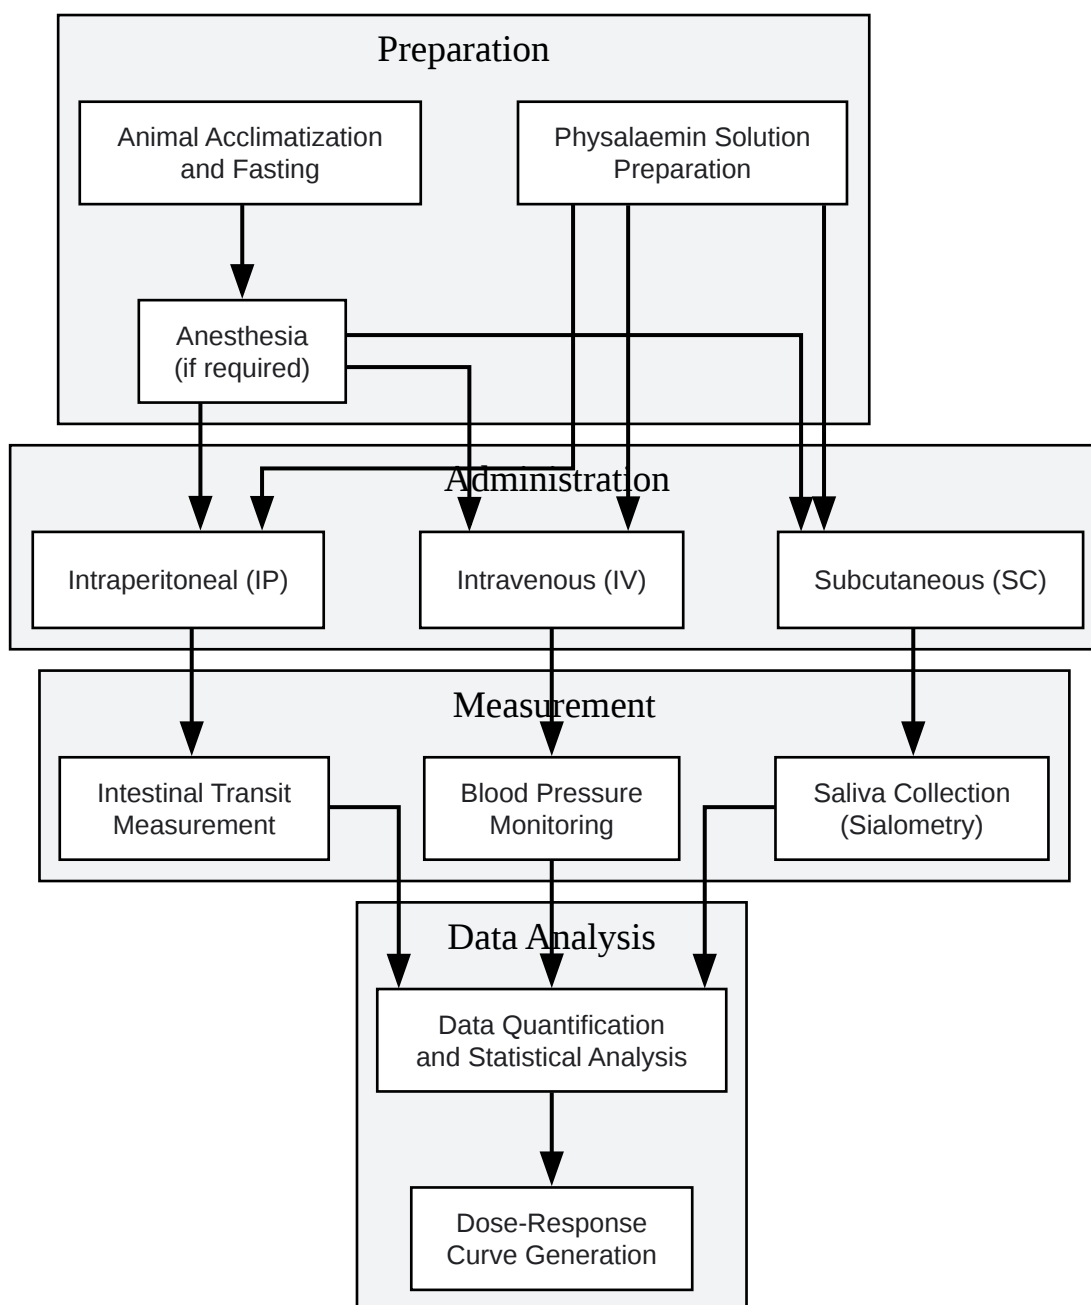 Preparation
Animal Acclimatization
and Fasting
Physalaemin Solution
Preparation
Anesthesia
(if required)
Administration
Intraperitoneal (IP)
Intravenous (IV)
Subcutaneous (SC)
Measurement
Intestinal Transit
Measurement
Blood Pressure
Monitoring
Saliva Collection
(Sialometry)
Data Analysis
Data Quantification
and Statistical Analysis
Dose-Response
Curve Generation